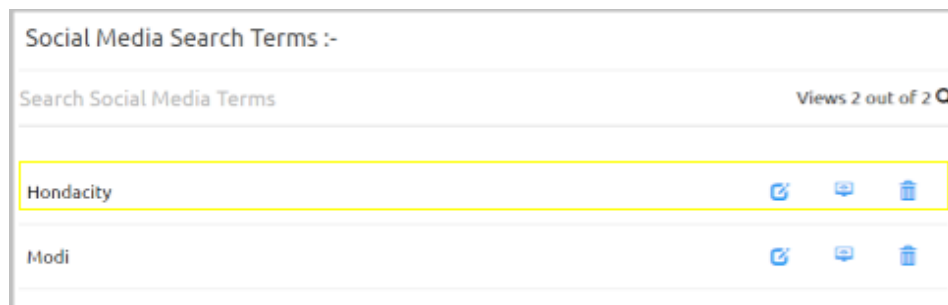 Social Media Search Terms :-
Search Social Media Terms Views 2 out of 2
Hondacity
Modi